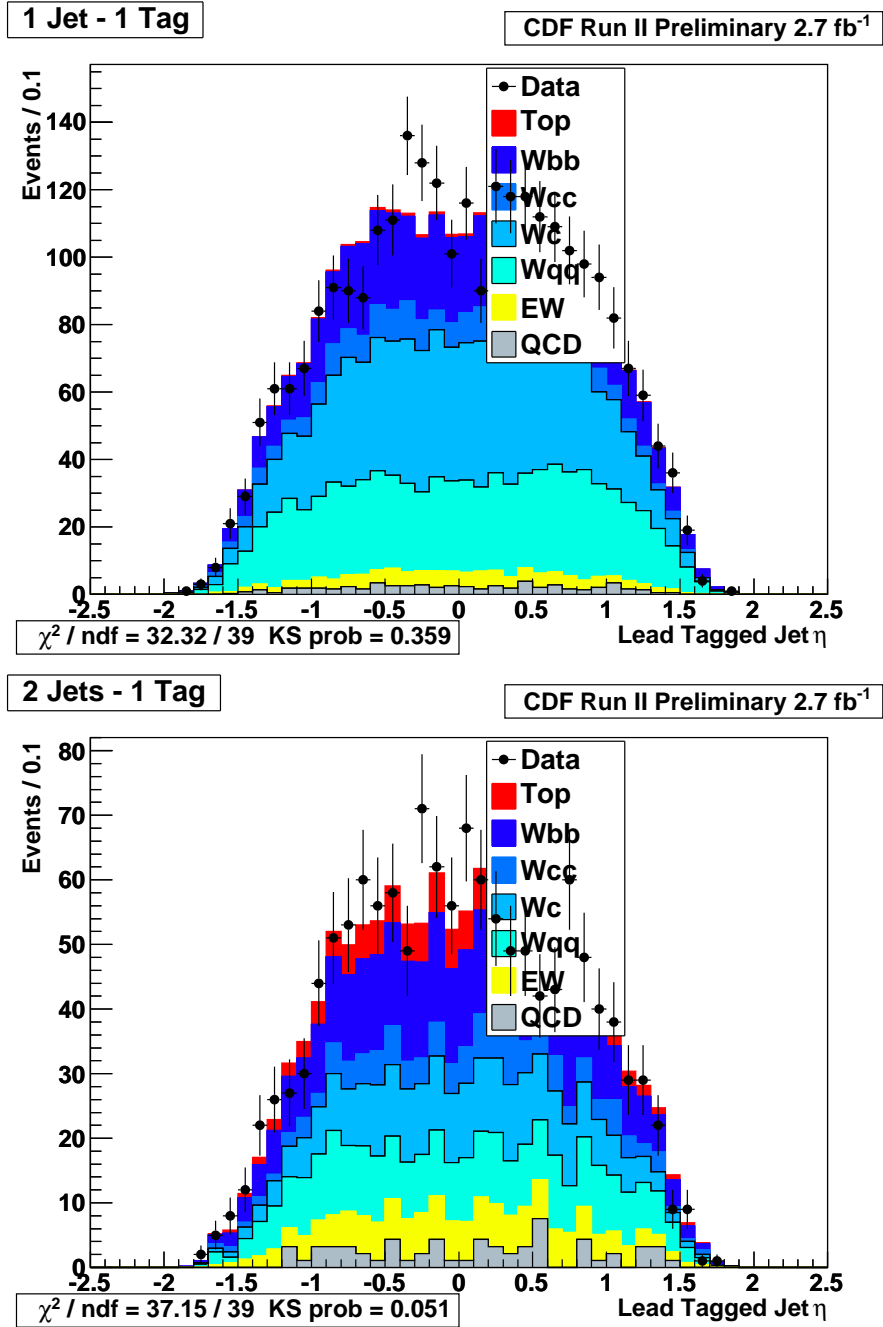 1 Jet - 1 Tag
CDF Run II Preliminary 2.7 fb⁻¹
Events / 0.1
140
120
100
80
60
40
20
0
Data
Top
Wbb
Wcc
Wc
Wqq
EW
QCD
-2.5 -2 -1.5 -1 -0.5 0 0.5 1 1.5 2 2.5
χ² / ndf = 32.32 / 39 KS prob = 0.359
Lead Tagged Jet η
2 Jets - 1 Tag
CDF Run II Preliminary 2.7 fb⁻¹
Events / 0.1
80
70
60
50
40
30
20
10
0
Data
Top
Wbb
Wcc
Wc
Wqq
EW
QCD
-2.5 -2 -1.5 -1 -0.5 0 0.5 1 1.5 2 2.5
χ² / ndf = 37.15 / 39 KS prob = 0.051
Lead Tagged Jet η